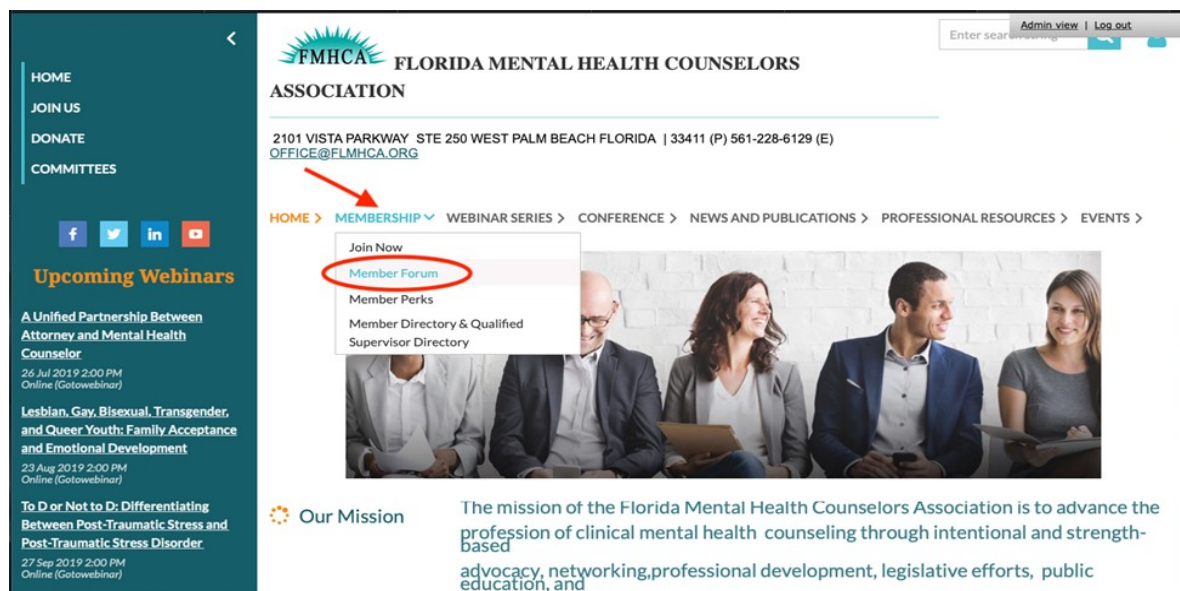 HOME
JOIN US
DONATE
COMMITTEES
f
in
Upcoming Webinars
A Unified Partnership Between
Attorney and Mental Health
Counselor
26 Jul 2019 2:00 PM
Online (Gotowebinar)
Lesbian, Gay, Bisexual, Transgender,
and Queer Youth: Family Acceptance
and Emotional Development
23 Aug 2019 2:00 PM
Online (Gotowebinar)
To D or Not to D: Differentiating
Between Post-Traumatic Stress and
Post-Traumatic Stress Disorder
27 Sep 2019 2:00 PM
Online (Gotowebinar)
Admin view | Log out
Enter search
FMHCA FLORIDA MENTAL HEALTH COUNSELORS
ASSOCIATION
2101 VISTA PARKWAY STE 250 WEST PALM BEACH FLORIDA | 33411 (P) 561-228-6129 (E)
OFFICE@FLMHCA.ORG
HOME > MEMBERSHIP WEBINAR SERIES > CONFERENCE > NEWS AND PUBLICATIONS > PROFESSIONAL RESOURCES > EVENTS >
Join Now
Member Forum
Member Perks
Member Directory & Qualified
Supervisor Directory
Our Mission
The mission of the Florida Mental Health Counselors Association is to advance the
profession of clinical mental health counseling through intentional and strength-
based
advocacy, networking,professional development, legislative efforts, public
education, and